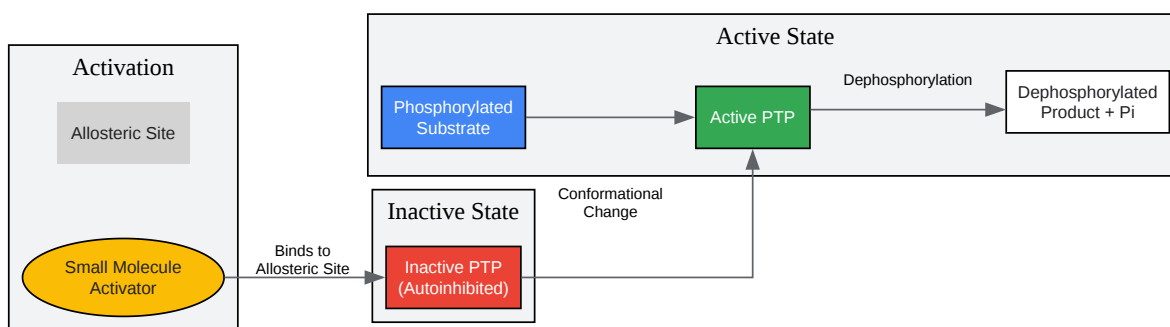 Activation
Allosteric Site
Small Molecule
Activator
Binds to
Allosteric Site
Inactive State
Inactive PTP
(Autoinhibited)
Conformational
Change
Active State
Phosphorylated
Substrate
Active PTP
Dephosphorylation
Dephosphorylated
Product + Pi